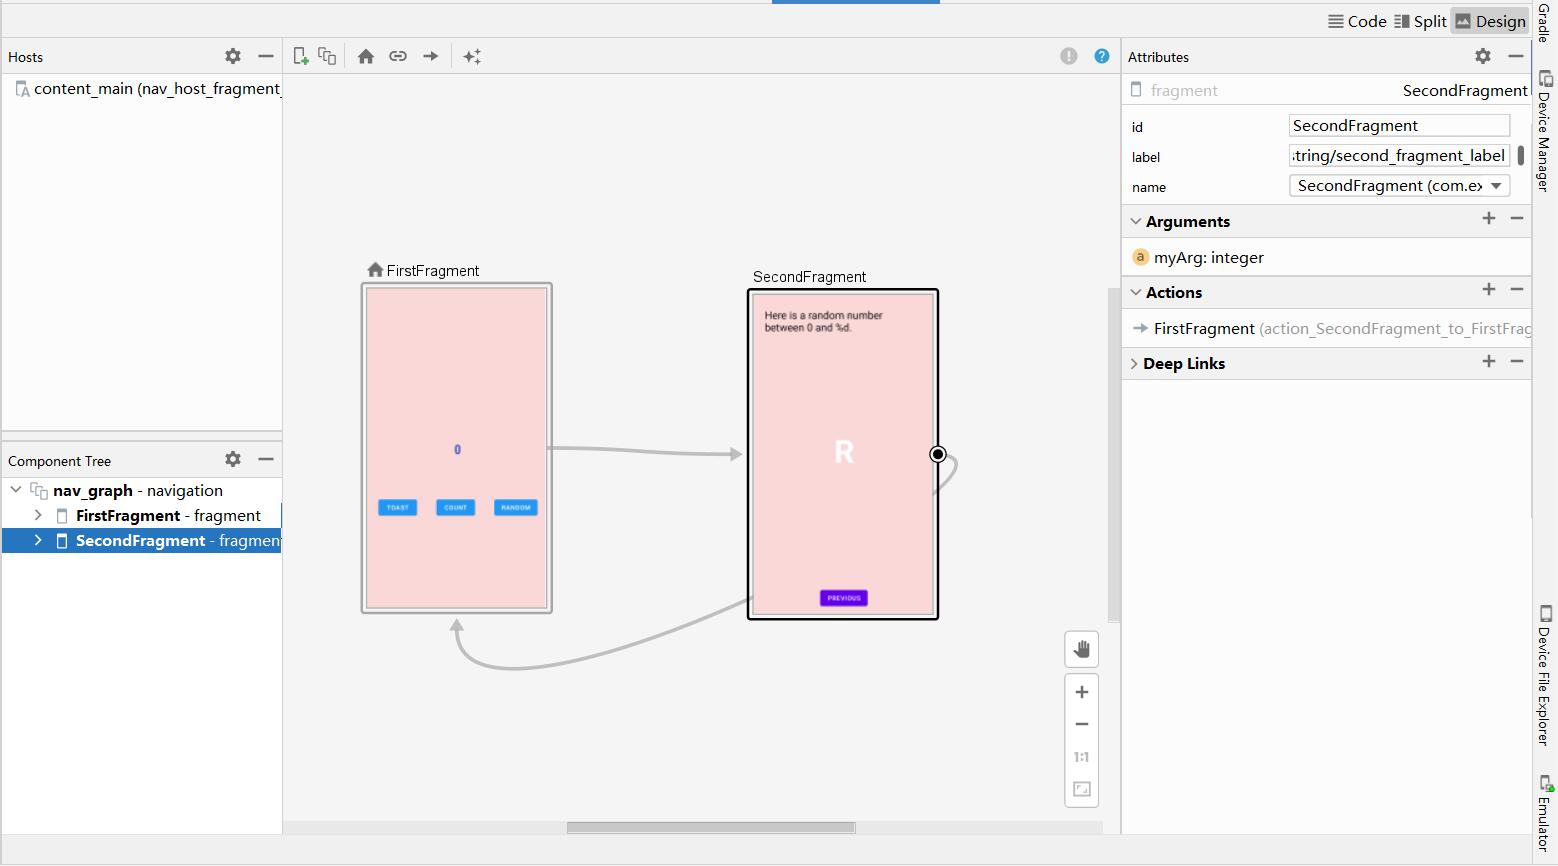 Code
Split
Design
Hosts
content_main (nav_host_fragment_
Component Tree
nav_graph - navigation
FirstFragment - fragment
SecondFragment - fragmen
FirstFragment
0
TOAST
COUNT
RANDOM
SecondFragment
Here is a random number
between 0 and %d.
R
PREVIOUS
1:1
Attributes
fragment
SecondFragment
id
SecondFragment
label
string/second_fragment_label
name
SecondFragment (com.ex
Arguments
a myArg: integer
Actions
FirstFragment (action_SecondFragment_to_FirstFrag
Deep Links
Gradle
Device Manager
Device File Explorer
Emulator